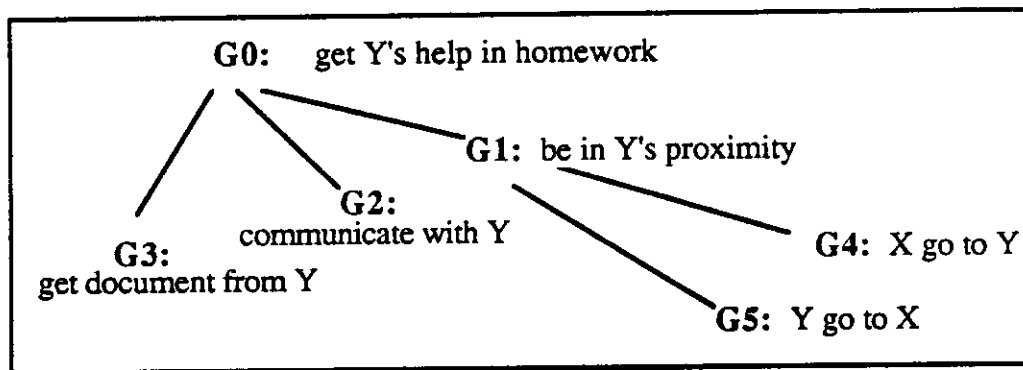 G0: get Y's help in homework
G1: be in Y's proximity
G2:
communicate with Y
G3:
get document from Y
G4: X go to Y
G5: Y go to X